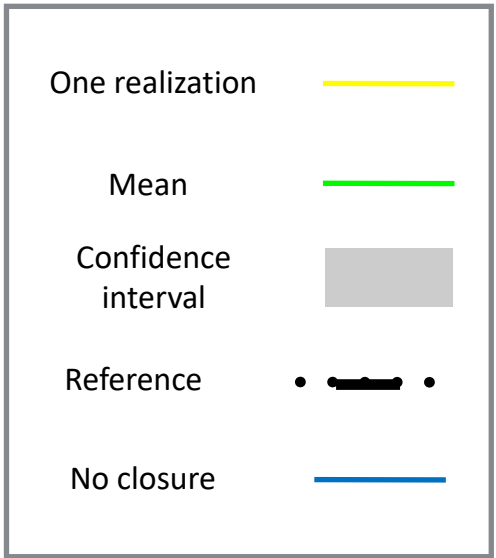 One realization
Mean
Confidence
interval
Reference
No closure